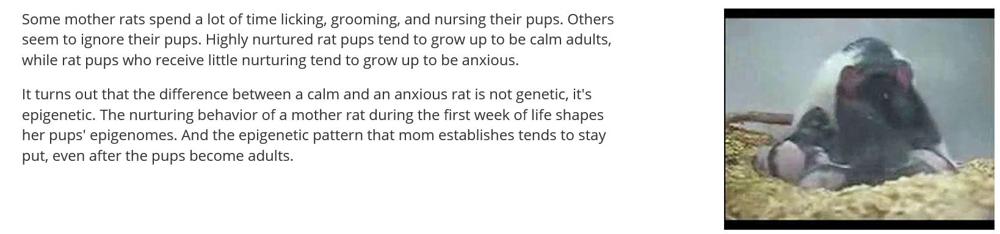 Some mother rats spend a lot of time licking, grooming, and nursing their pups. Others
seem to ignore their pups. Highly nurtured rat pups tend to grow up to be calm adults,
while rat pups who receive little nurturing tend to grow up to be anxious.
It turns out that the difference between a calm and an anxious rat is not genetic, it's
epigenetic. The nurturing behavior of a mother rat during the first week of life shapes
her pups' epigenomes. And the epigenetic pattern that mom establishes tends to stay
put, even after the pups become adults.